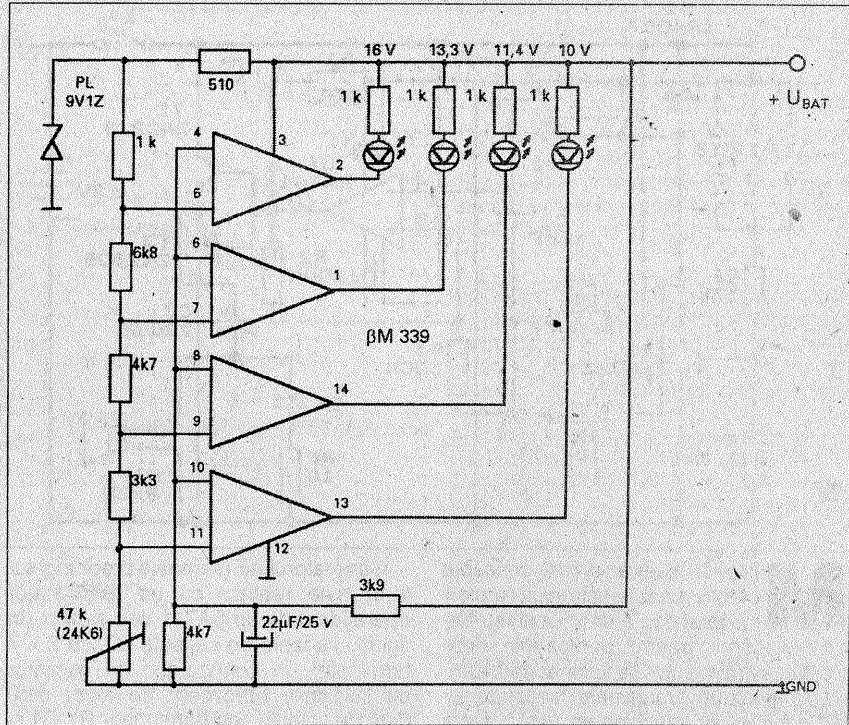 16 V 13,3 V 11,4 V 10 V
PL
9V1Z
510
1 k 1 k 1 k 1 k
+ UBAT
1 k
4
3
2
6
6k8
6
1
7
βM 339
4k7
8
14
9
3k3
10
13
11
12
3k9
47 k
(24K6)
4k7
22µF/25 v
GND